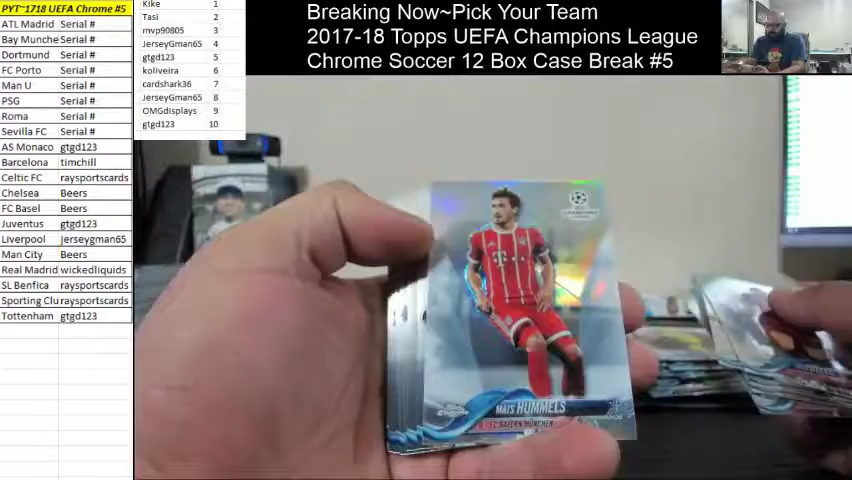 PYT~1718 UEFA Chrome #5
ATL Madrid Serial #
Bay Munche Serial #
Dortmund Serial #
FC Porto Serial #
Man U Serial #
PSG Serial #
Roma Serial #
Sevilla FC Serial #
AS Monaco gtgd123
Barcelona timchill
Celtic FC raysportscards
Chelsea Beers
FC Basel Beers
Juventus gtgd123
Liverpool jerseygman65
Man City Beers
Real Madrid wickedliquids
SL Benfica raysportscards
Sporting Clu raysportscards
Tottenham gtgd123
Kike 1
Tasi 2
mvp90805 3
JerseyGman65 4
gtgd123 5
koliveira 6
cardshark36 7
JerseyGman65 8
OMGdisplays 9
gtgd123 10
Breaking Now~Pick Your Team
2017-18 Topps UEFA Champions League
Chrome Soccer 12 Box Case Break #5
T
MATS HUMMELS
FC BAYERN MÜNCHEN